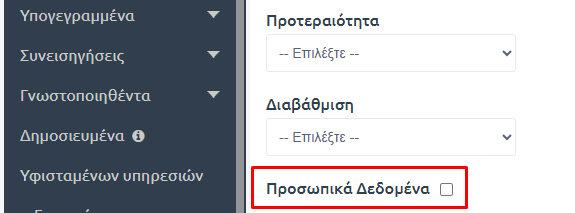 Υπογεγραμμένα
Συνεισηγήσεις
Γνωστοποιηθέντα
Δημοσιευμένα
Υφισταμένων υπηρεσιών
Προτεραιότητα
-- Επιλέξτε --
Διαβάθμιση
-- Επιλέξτε --
Προσωπικά Δεδομένα